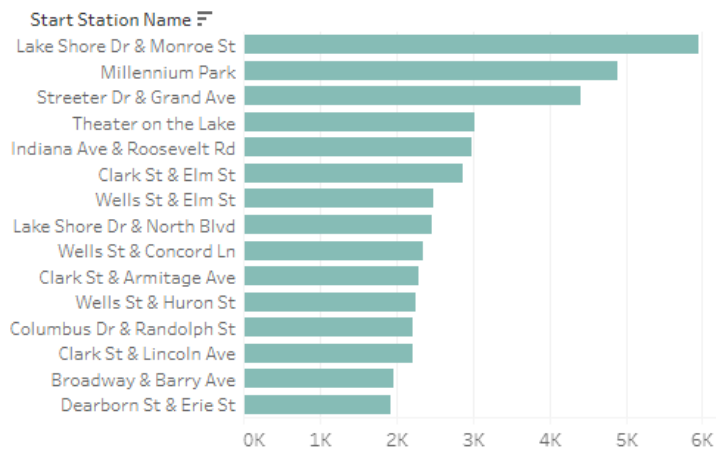 Start Station Name
Lake Shore Dr & Monroe St
Millennium Park
Streeter Dr & Grand Ave
Theater on the Lake
Indiana Ave & Roosevelt Rd
Clark St & Elm St
Wells St & Elm St
Lake Shore Dr & North Blvd
Wells St & Concord Ln
Clark St & Armitage Ave
Wells St & Huron St
Columbus Dr & Randolph St
Clark St & Lincoln Ave
Broadway & Barry Ave
Dearborn St & Erie St
0K 1K 2K 3K 4K 5K 6K